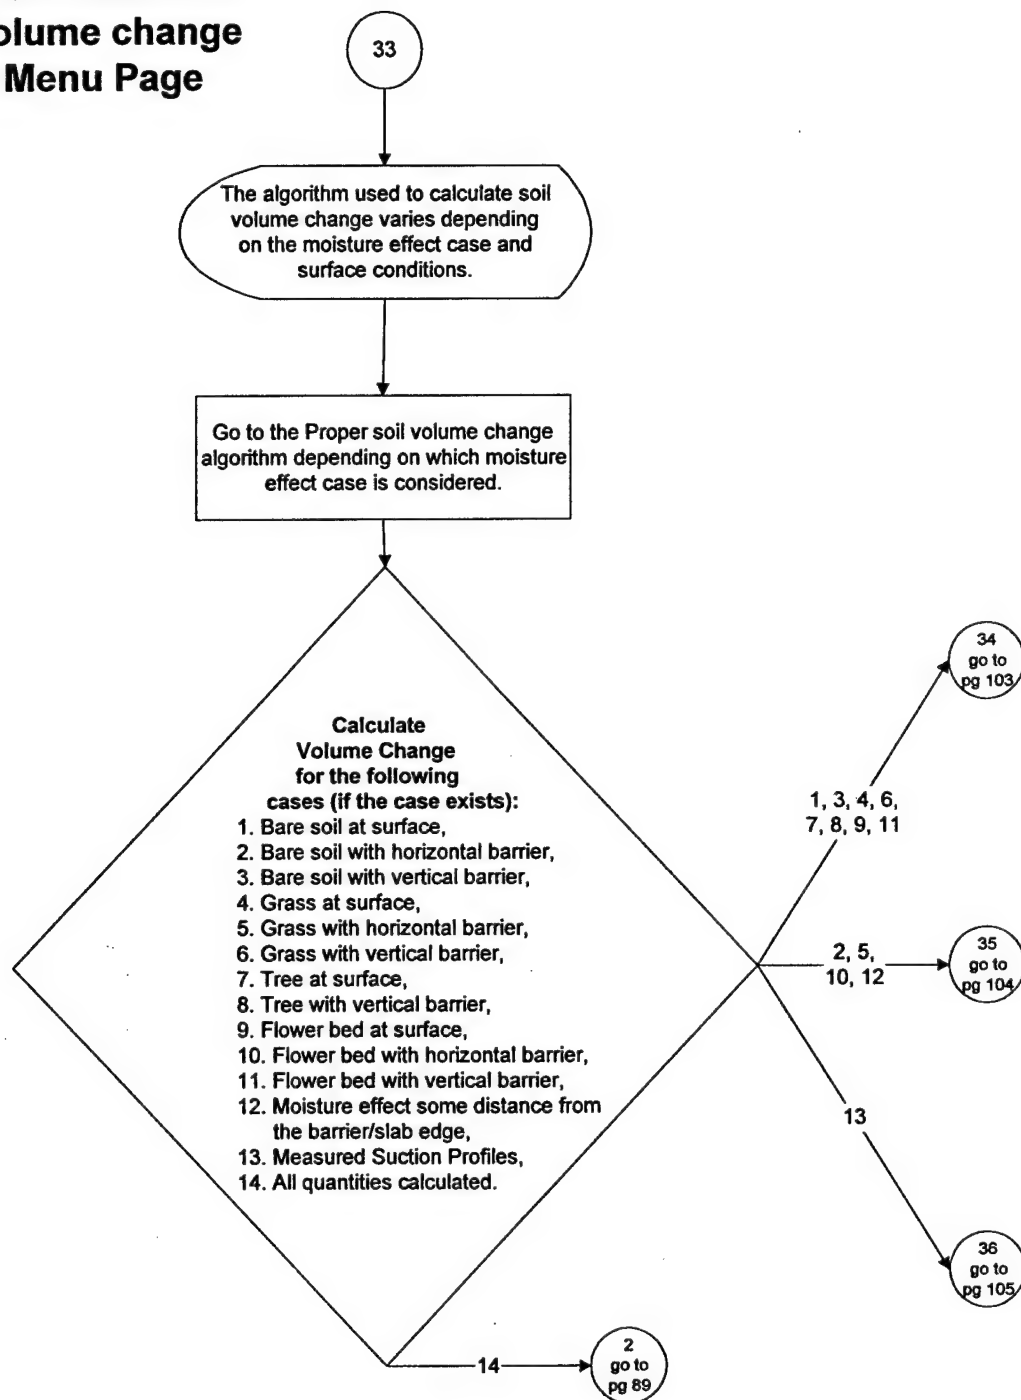 olume change
Menu Page
33
The algorithm used to calculate soil
volume change varies depending
on the moisture effect case and
surface conditions.
Go to the Proper soil volume change
algorithm depending on which moisture
effect case is considered.
Calculate
Volume Change
for the following
cases (if the case exists):
1. Bare soil at surface,
2. Bare soil with horizontal barrier,
3. Bare soil with vertical barrier,
4. Grass at surface,
5. Grass with horizontal barrier,
6. Grass with vertical barrier,
7. Tree at surface,
8. Tree with vertical barrier,
9. Flower bed at surface,
10. Flower bed with horizontal barrier,
11. Flower bed with vertical barrier,
12. Moisture effect some distance from
the barrier/slab edge,
13. Measured Suction Profiles,
14. All quantities calculated.
1, 3, 4, 6,
7, 8, 9, 11
34
go to
pg 103
2, 5,
10, 12
35
go to
pg 104
13
36
go to
pg 105
14
2
go to
pg 89